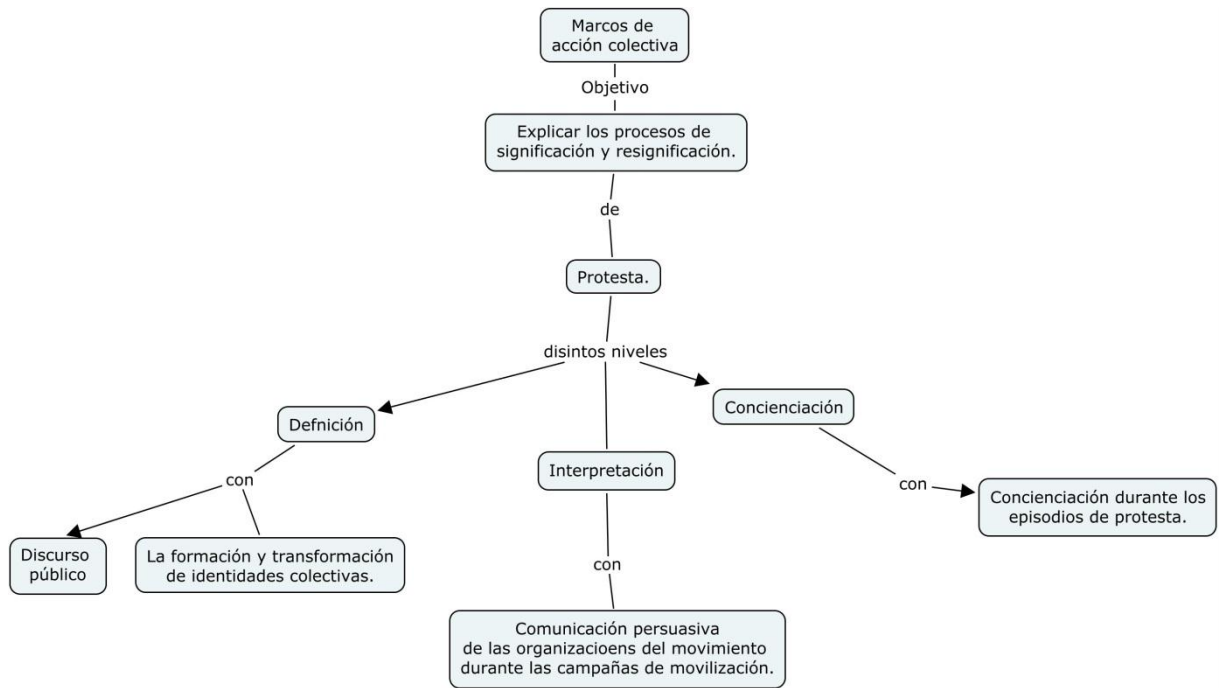 Marcos de
acción colectiva
Objetivo
Explicar los procesos de
significación y resignificación.
de
Protesta.
disintos niveles
Defnición
con
Discurso
público
La formación y transformación
de identidades colectivas.
Interpretación
con
Comunicación persuasiva
de las organizacioens del movimiento
durante las campañas de movilización.
Concienciación
con
Concienciación durante los
episodios de protesta.